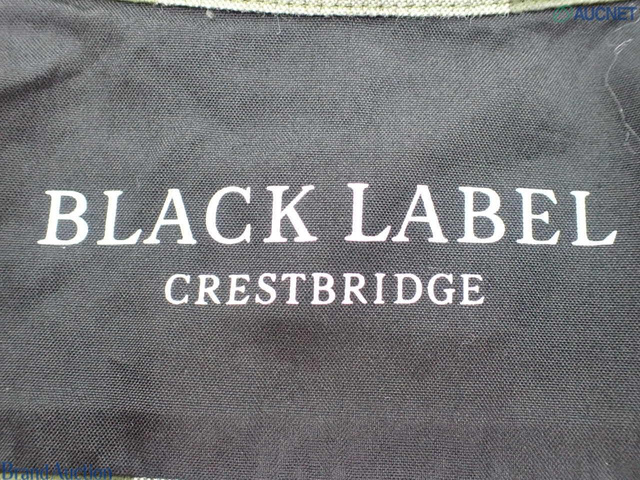 AUCNET
BLACK LABEL
CRESTBRIDGE
Brand Auction